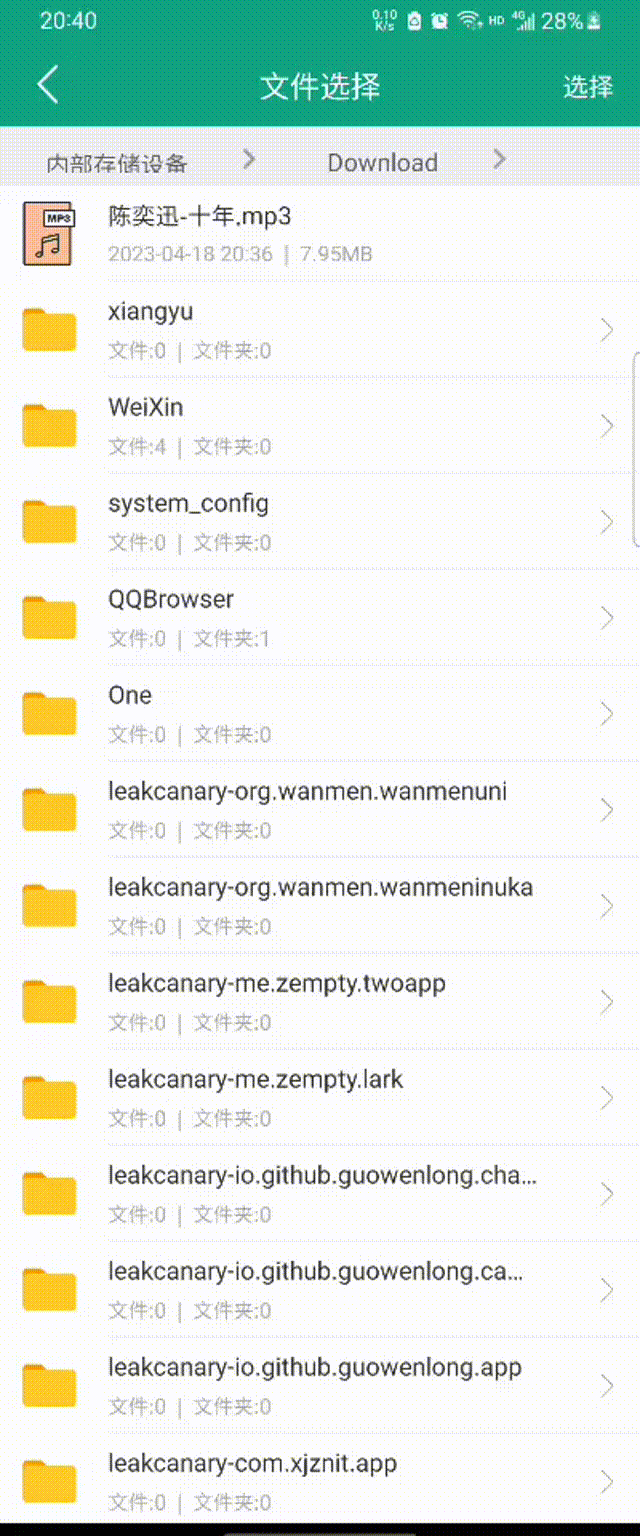 20:40 0.10 K/s HD 4G 28%
文件选择 选择
内部存储设备 Download
MP3
陈奕迅-十年.mp3
2023-04-18 20:36 | 7.95MB
xiangyu
文件:0 | 文件夹:0
WeiXin
文件:4 | 文件夹:0
system_config
文件:0 | 文件夹:0
QQBrowser
文件:0 | 文件夹:1
One
文件:0 | 文件夹:0
leakcanary-org.wanmen.wanmenuni
文件:0 | 文件夹:0
leakcanary-org.wanmen.wanmeninuka
文件:0 | 文件夹:0
leakcanary-me.zempty.twoapp
文件:0 | 文件夹:0
leakcanary-me.zempty.lark
文件:0 | 文件夹:0
leakcanary-io.github.guowenlong.cha...
文件:0 | 文件夹:0
leakcanary-io.github.guowenlong.ca...
文件:0 | 文件夹:0
leakcanary-io.github.guowenlong.app
文件:0 | 文件夹:0
leakcanary-com.xjznit.app
文件:0 | 文件夹:0